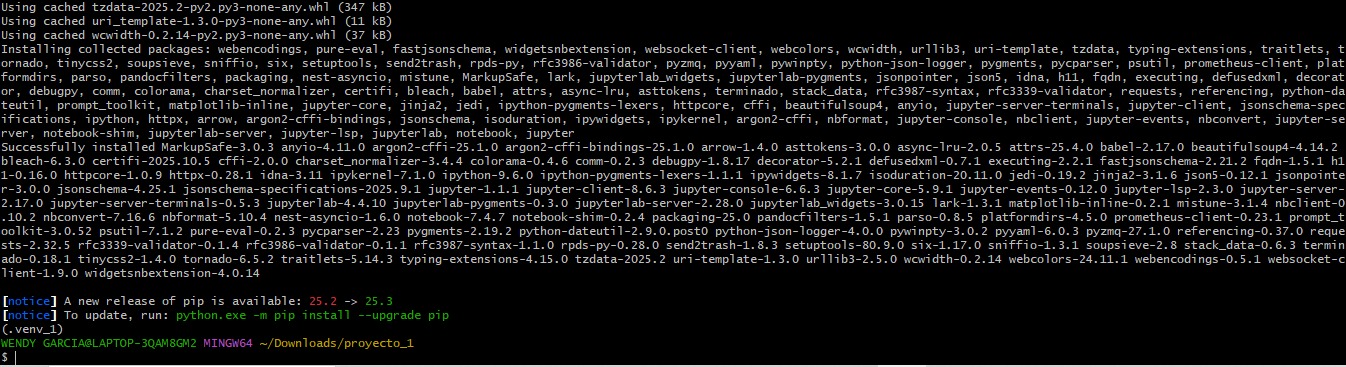 Using cached tzdata-2025.2-py2.py3-none-any.whl (347 kB)
Using cached uri_template-1.3.0-py3-none-any.whl (11 kB)
Using cached wcwidth-0.2.14-py2.py3-none-any.whl (37 kB)
Installing collected packages: webencodings, pure-eval, fastjsonschema, widgetsnbextension, websocket-client, webcolors, wcwidth, urllib3, uri-template, tzdata, typing-extensions, traitlets, t
ornado, tinycss2, soupsieve, sniffio, six, setuptools, send2trash, rpds-py, rfc3986-validator, pyzmq, pyyaml, pywinpty, python-json-logger, pygments, pycparser, psutil, prometheus-client, plat
formdirs, parso, pandocfilters, packaging, nest-asyncio, mistune, MarkupSafe, lark, jupyterlab_widgets, jupyterlab-pygments, jsonpointer, json5, idna, h11, fqdn, executing, defusedxml, decorat
or, debugpy, comm, colorama, charset_normalizer, certifi, bleach, babel, attrs, async-lru, asttokens, terminado, stack_data, rfc3987-syntax, rfc3339-validator, requests, referencing, python-da
teutil, prompt_toolkit, matplotlib-inline, jupyter-core, jinja2, jedi, ipython-pygments-lexers, httpcore, cffi, beautifulsoup4, anyio, jupyter-server-terminals, jupyter-client, jsonschema-spec
ifications, ipython, httpx, arrow, argon2-cffi-bindings, jsonschema, isoduration, ipywidgets, ipykernel, argon2-cffi, nbformat, jupyter-console, nbclient, jupyter-events, nbconvert, jupyter-se
rver, notebook-shim, jupyterlab-server, jupyter-lsp, jupyterlab, notebook, jupyter
Successfully installed MarkupSafe-3.0.3 anyio-4.11.0 argon2-cffi-25.1.0 argon2-cffi-bindings-25.1.0 arrow-1.4.0 asttokens-3.0.0 async-lru-2.0.5 attrs-25.4.0 babel-2.17.0 beautifulsoup4-4.14.2
bleach-6.3.0 certifi-2025.10.5 cffi-2.0.0 charset_normalizer-3.4.4 colorama-0.4.6 comm-0.2.3 debugpy-1.8.17 decorator-5.2.1 defusedxml-0.7.1 executing-2.2.1 fastjsonschema-2.21.2 fqdn-1.5.1 h1
1-0.16.0 httpcore-1.0.9 httpx-0.28.1 idna-3.11 ipykernel-7.1.0 ipython-9.6.0 ipython-pygments-lexers-1.1.1 ipywidgets-8.1.7 isoduration-20.11.0 jedi-0.19.2 jinja2-3.1.6 json5-0.12.1 jsonpointe
r-3.0.0 jsonschema-4.25.1 jsonschema-specifications-2025.9.1 jupyter-1.1.1 jupyter-client-8.6.3 jupyter-console-6.6.3 jupyter-core-5.9.1 jupyter-events-0.12.0 jupyter-lsp-2.3.0 jupyter-server-
2.17.0 jupyter-server-terminals-0.5.3 jupyterlab-4.4.10 jupyterlab-pygments-0.3.0 jupyterlab-server-2.28.0 jupyterlab_widgets-3.0.15 lark-1.3.1 matplotlib-inline-0.2.1 mistune-3.1.4 nbclient-0
.10.2 nbconvert-7.16.6 nbformat-5.10.4 nest-asyncio-1.6.0 notebook-7.4.7 notebook-shim-0.2.4 packaging-25.0 pandocfilters-1.5.1 parso-0.8.5 platformdirs-4.5.0 prometheus-client-0.23.1 prompt_t
oolkit-3.0.52 psutil-7.1.2 pure-eval-0.2.3 pycparser-2.23 pygments-2.19.2 python-dateutil-2.9.0.post0 python-json-logger-4.0.0 pywinpty-3.0.2 pyyaml-6.0.3 pyzmq-27.1.0 referencing-0.37.0 reque
sts-2.32.5 rfc3339-validator-0.1.4 rfc3986-validator-0.1.1 rfc3987-syntax-1.1.0 rpds-py-0.28.0 send2trash-1.8.3 setuptools-80.9.0 six-1.17.0 sniffio-1.3.1 soupsieve-2.8 stack_data-0.6.3 termin
ado-0.18.1 tinycss2-1.4.0 tornado-6.5.2 traitlets-5.14.3 typing-extensions-4.15.0 tzdata-2025.2 uri-template-1.3.0 urllib3-2.5.0 wcwidth-0.2.14 webcolors-24.11.1 webencodings-0.5.1 websocket-c
lient-1.9.0 widgetsnbextension-4.0.14
[notice] A new release of pip is available: 25.2 -> 25.3
[notice] To update, run: python.exe -m pip install --upgrade pip
(.venv_1)
WENDY GARCIA@LAPTOP-3QAM8GM2 MINGW64 ~/Downloads/proyecto_1
$